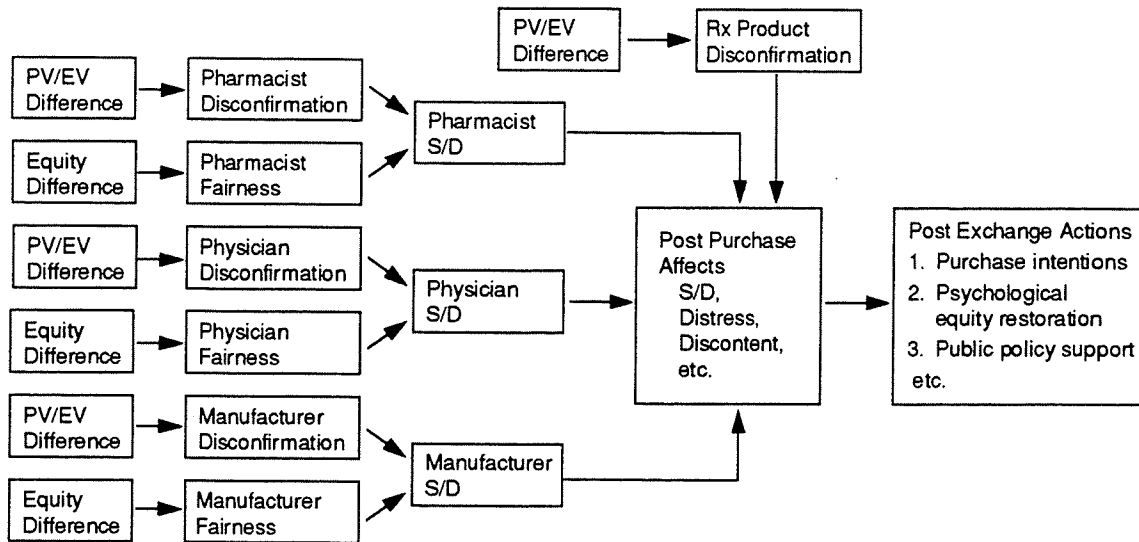 PV/EV
Difference
Rx Product
Disconfirmation
PV/EV
Difference
Pharmacist
Disconfirmation
Pharmacist
S/D
Equity
Difference
Pharmacist
Fairness
PV/EV
Difference
Physician
Disconfirmation
Physician
S/D
Equity
Difference
Physician
Fairness
PV/EV
Difference
Manufacturer
Disconfirmation
Manufacturer
S/D
Equity
Difference
Manufacturer
Fairness
Post Purchase
Affects
S/D,
Distress,
Discontent,
etc.
Post Exchange Actions
1. Purchase intentions
2. Psychological
equity restoration
3. Public policy support
etc.